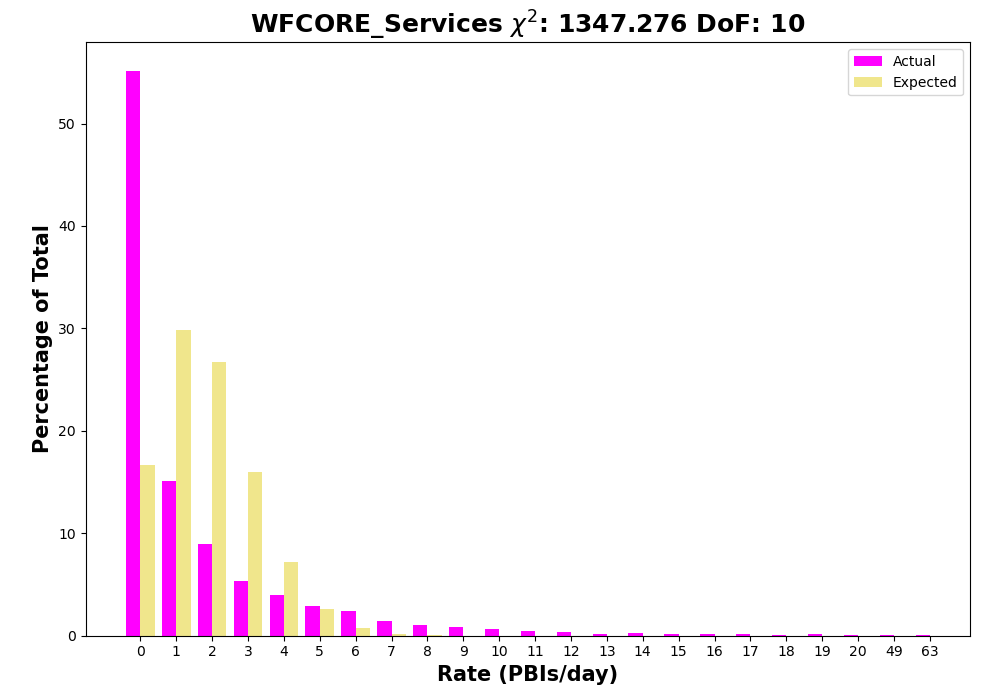 WFCORE_Services χ²: 1347.276 DoF: 10
Actual
Expected
Percentage of Total
50
40
30
20
10
0
0 1 2 3 4 5 6 7 8 9 10 11 12 13 14 15 16 17 18 19 20 49 63
Rate (PBIs/day)